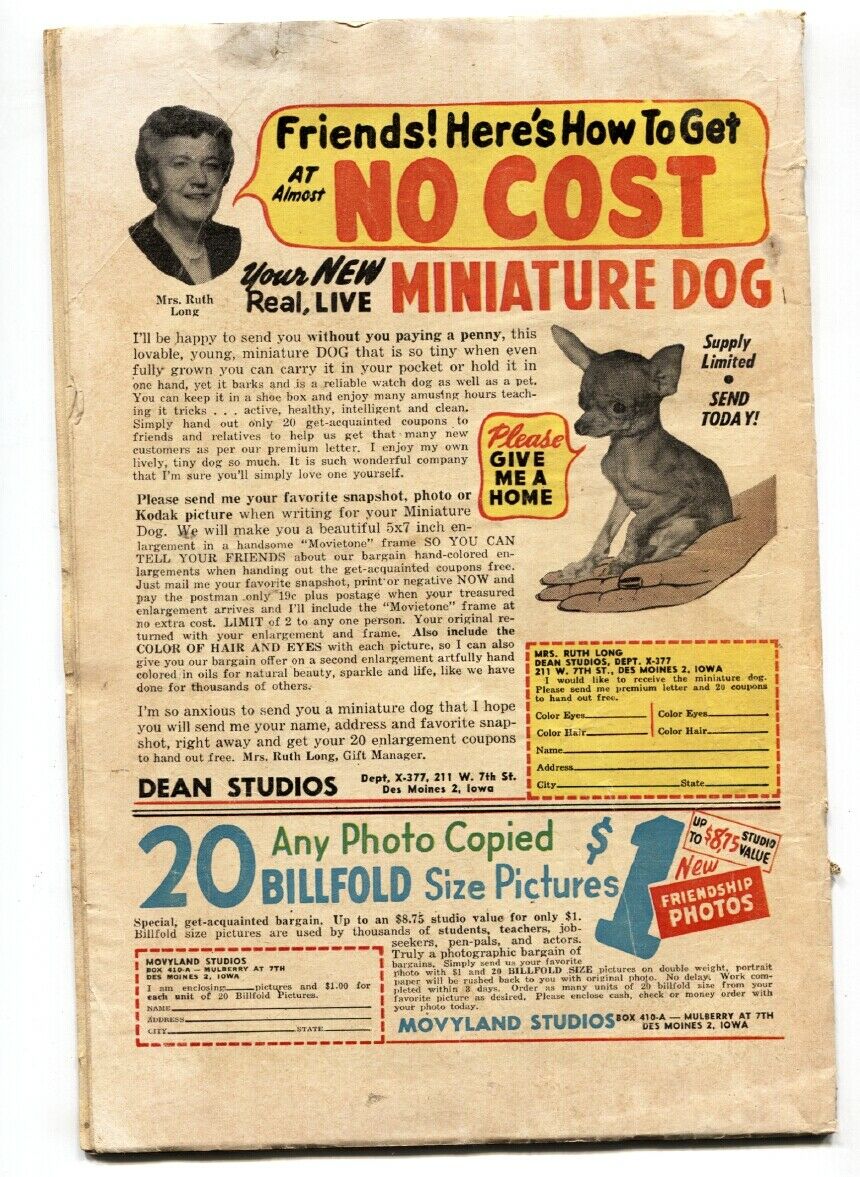 Friends! Here's How To Get
AT Almost NO COST
Mrs. Ruth
Long
Your NEW
Real, LIVE MINIATURE DOG
I'll be happy to send you without you paying a penny, this
lovable, young, miniature DOG that is so tiny when even
fully grown you can carry it in your pocket or hold it in
one hand, yet it barks and is a reliable watch dog as well as a pet.
You can keep it in a shoe box and enjoy many amusing hours teach-
ing it tricks . . . active, healthy, intelligent and clean.
Simply hand out only 20 get-acquainted coupons to
friends and relatives to help us get that many new
customers as per our premium letter. I enjoy my own
lively, tiny dog so much. It is such wonderful company
that I'm sure you'll simply love one yourself.
Supply
Limited
•
SEND
TODAY!
Please
GIVE
ME A
HOME
Please send me your favorite snapshot, photo or
Kodak picture when writing for your Miniature
Dog. We will make you a beautiful 5x7 inch en-
largement in a handsome "Movietone" frame SO YOU CAN
TELL YOUR FRIENDS about our bargain hand-colored en-
largements when handing out the get-acquainted coupons free.
Just mail me your favorite snapshot, print or negative NOW and
pay the postman only 19c plus postage when your treasured
enlargement arrives and I'll include the "Movietone" frame at
no extra cost. LIMIT of 2 to any one person. Your original re-
turned with your enlargement and frame. Also include the
COLOR OF HAIR AND EYES with each picture, so I can also
give you our bargain offer on a second enlargement artfully hand
colored in oils for natural beauty, sparkle and life, like we have
done for thousands of others.
I'm so anxious to send you a miniature dog that I hope
you will send me your name, address and favorite snap-
shot, right away and get your 20 enlargement coupons
to hand out free. Mrs. Ruth Long, Gift Manager.
DEAN STUDIOS Dept. X-377, 211 W. 7th St.
Des Moines 2, Iowa
MRS. RUTH LONG
DEAN STUDIOS, DEPT. X-377
211 W. 7TH ST., DES MOINES 2, IOWA
I would like to receive the miniature dog.
Please send me premium letter and 20 coupons
to hand out free.
Color Eyes Color Eyes
Color Hair Color Hair
Name
Address
City State
20 Any Photo Copied
BILLFOLD Size Pictures $1
UP TO $8.75 STUDIO VALUE
New
FRIENDSHIP
PHOTOS
Special, get-acquainted bargain. Up to an $8.75 studio value for only $1.
Billfold size pictures are used by thousands of students, teachers, job-
seekers, pen-pals, and actors.
Truly a photographic bargain of
bargains. Simply send us your favorite
photo with $1 and 20 BILLFOLD SIZE pictures on double weight, portrait
paper will be rushed back to you with original photo. No delay. Work com-
pleted within 3 days. Order as many units of 20 billfold size from your
favorite picture as desired. Please enclose cash, check or money order with
your photo today.
MOVYLAND STUDIOS
BOX 410-A — MULBERRY AT 7TH
DES MOINES 2, IOWA
I am enclosing pictures and $1.00 for
each unit of 20 Billfold Pictures.
NAME
ADDRESS
CITY STATE
MOVYLAND STUDIOS BOX 410-A — MULBERRY AT 7TH
DES MOINES 2, IOWA